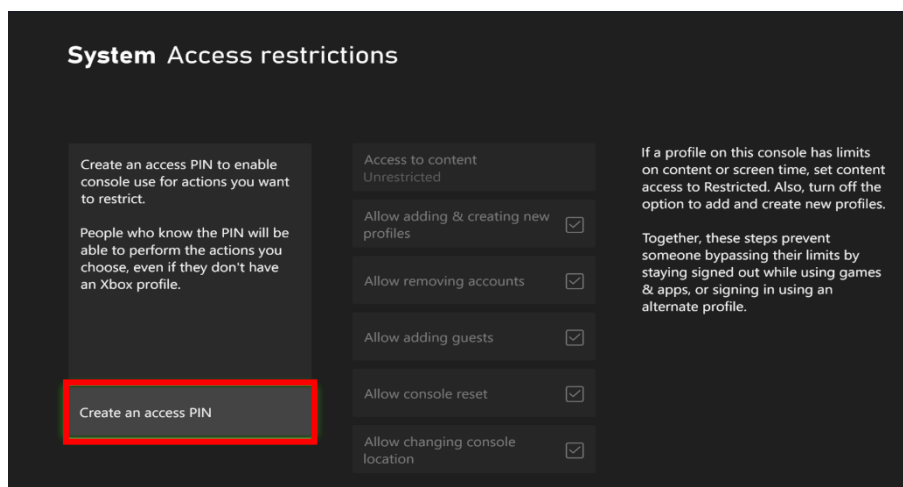 System Access restrictions
Create an access PIN to enable
console use for actions you want
to restrict.
People who know the PIN will be
able to perform the actions you
choose, even if they don't have
an Xbox profile.
Create an access PIN
Access to content
Unrestricted
Allow adding & creating new
profiles
Allow removing accounts
Allow adding guests
Allow console reset
Allow changing console
location
If a profile on this console has limits
on content or screen time, set content
access to Restricted. Also, turn off the
option to add and create new profiles.
Together, these steps prevent
someone bypassing their limits by
staying signed out while using games
& apps, or signing in using an
alternate profile.